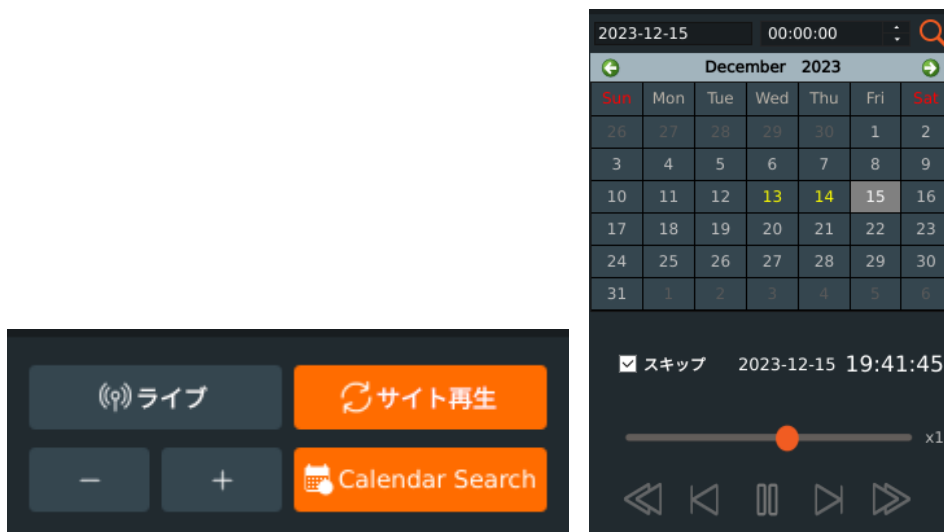 ライブ
サイト再生
− +
Calendar Search
2023-12-15 00:00:00
December 2023
Sun Mon Tue Wed Thu Fri Sat
26 27 28 29 30 1 2
3 4 5 6 7 8 9
10 11 12 13 14 15 16
17 18 19 20 21 22 23
24 25 26 27 28 29 30
31 1 2 3 4 5 6
スキップ 2023-12-15 19:41:45
x1